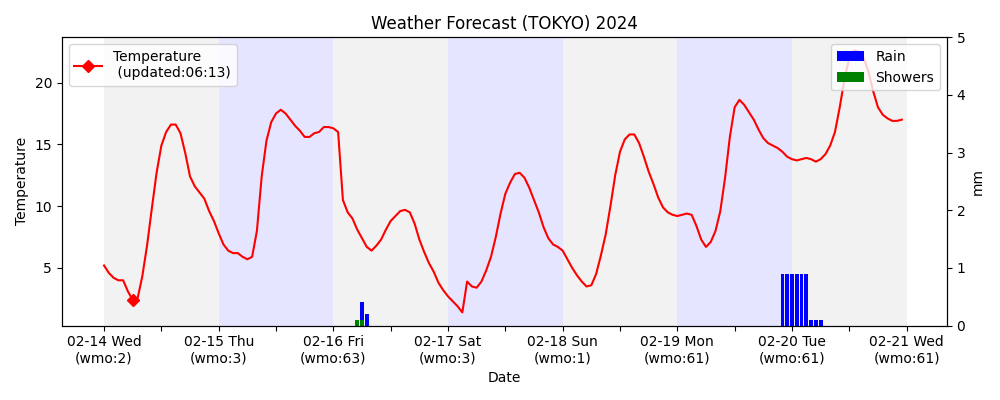 Weather Forecast (TOKYO) 2024
Temperature
(updated:06:13)
Rain
Showers
Temperature
20
15
10
5
5
4
3
2
1
0
mm
02-14 Wed
(wmo:2)
02-15 Thu
(wmo:3)
02-16 Fri
(wmo:63)
02-17 Sat
(wmo:3)
02-18 Sun
(wmo:1)
02-19 Mon
(wmo:61)
02-20 Tue
(wmo:61)
02-21 Wed
(wmo:61)
Date